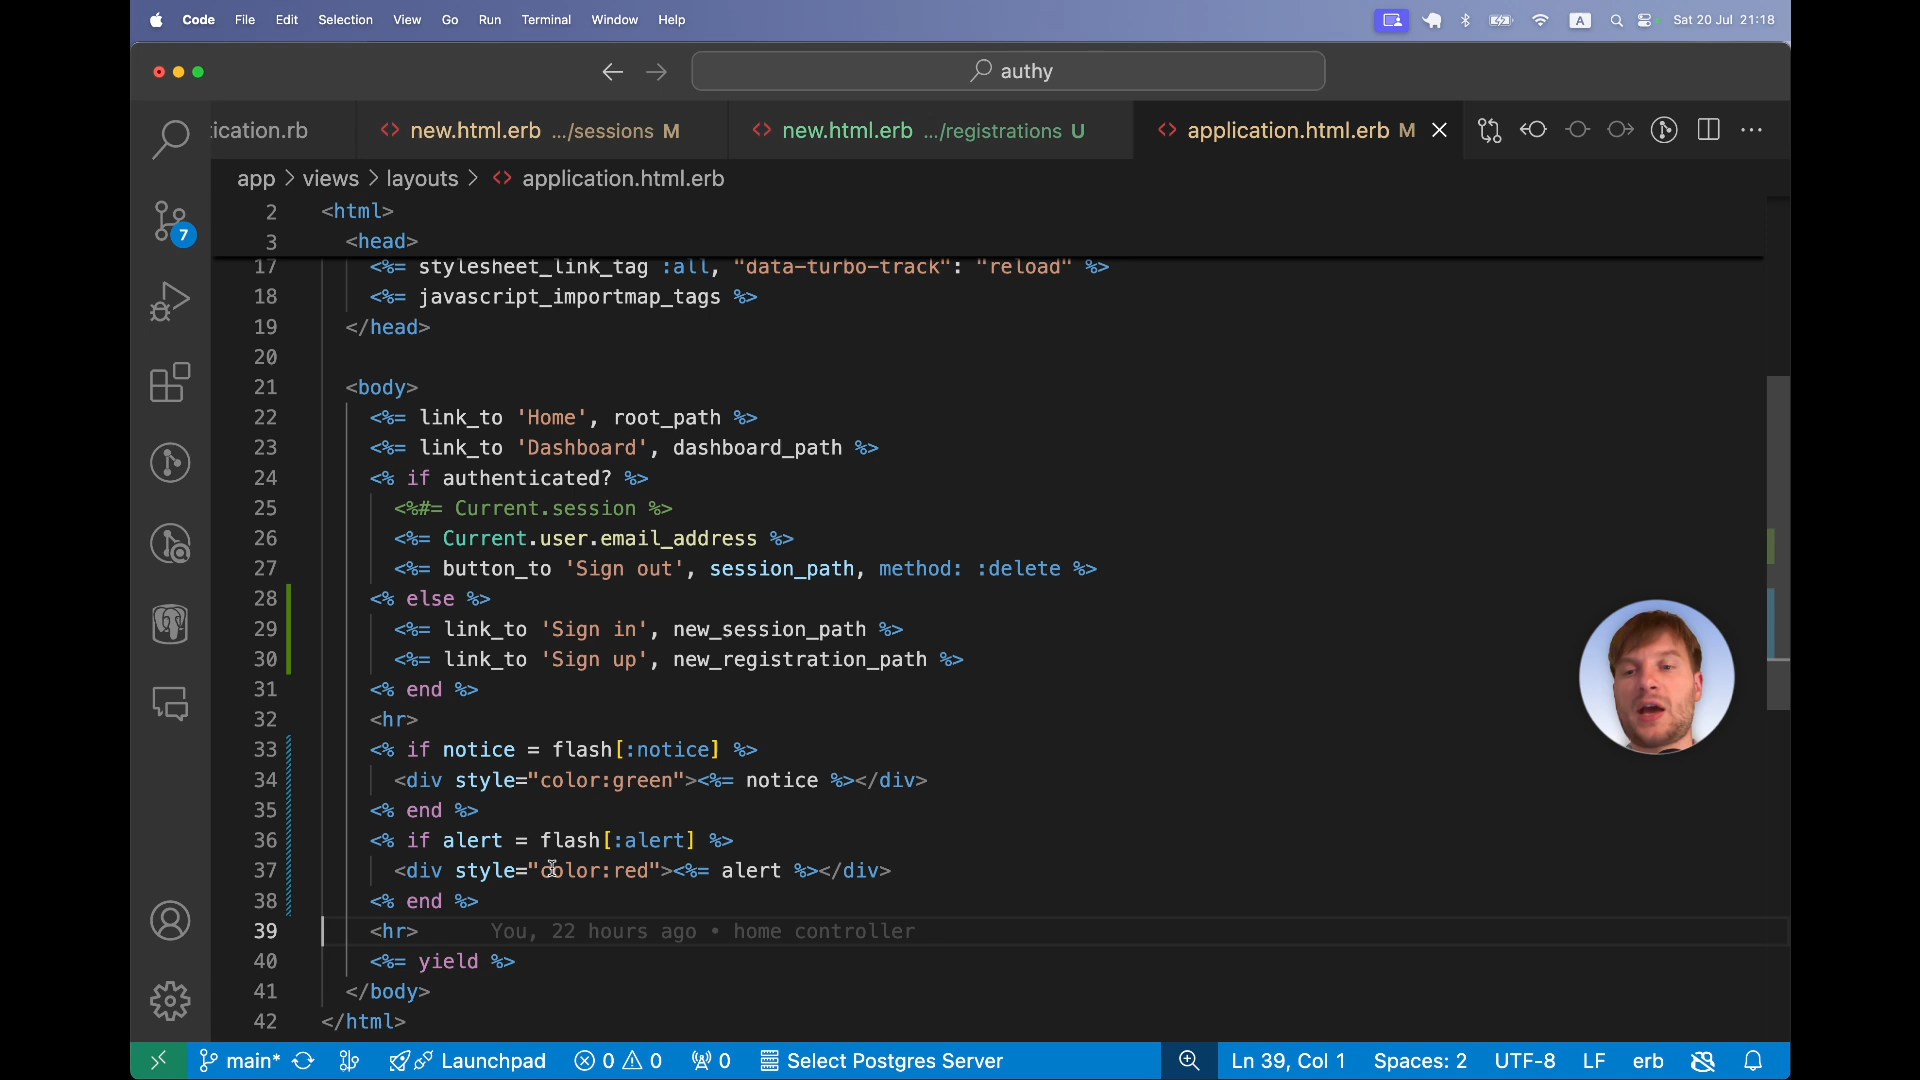 Code File Edit Selection View Go Run Terminal Window Help A Sat 20 Jul 21:18
authy
ication.rb <> new.html.erb .../sessions M <> new.html.erb .../registrations U <> application.html.erb M
app > views > layouts > <> application.html.erb
2 <html>
3 <head>
17 <%= stylesheet_link_tag :all, "data-turbo-track": "reload" %>
18 <%= javascript_importmap_tags %>
19 </head>
20
21 <body>
22 <%= link_to 'Home', root_path %>
23 <%= link_to 'Dashboard', dashboard_path %>
24 <% if authenticated? %>
25 <%#= Current.session %>
26 <%= Current.user.email_address %>
27 <%= button_to 'Sign out', session_path, method: :delete %>
28 <% else %>
29 <%= link_to 'Sign in', new_session_path %>
30 <%= link_to 'Sign up', new_registration_path %>
31 <% end %>
32 <hr>
33 <% if notice = flash[:notice] %>
34 <div style="color:green"><%= notice %></div>
35 <% end %>
36 <% if alert = flash[:alert] %>
37 <div style="color:red"><%= alert %></div>
38 <% end %>
39 <hr> You, 22 hours ago • home controller
40 <%= yield %>
41 </body>
42 </html>
7
main* Launchpad 0 0 0 Select Postgres Server Ln 39, Col 1 Spaces: 2 UTF-8 LF erb